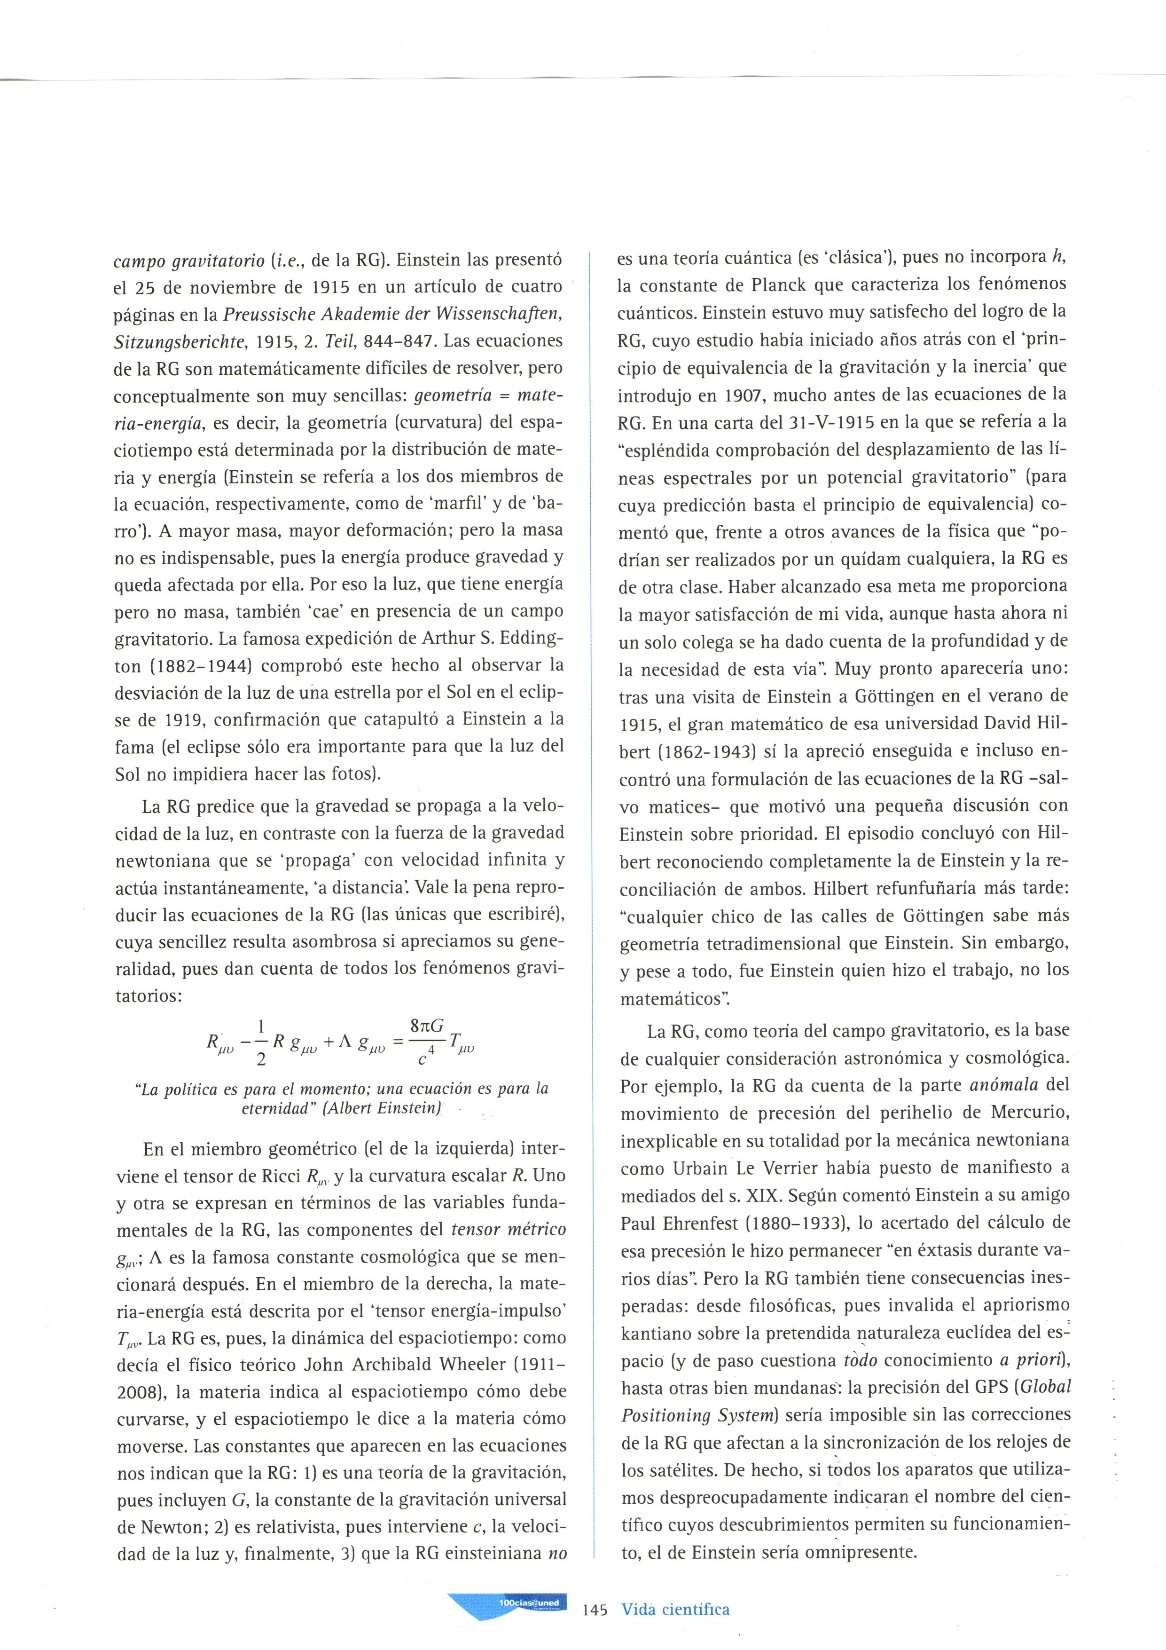 campo gravitatorio (i.e., de la RG). Einstein las presentó
el 25 de noviembre de 1915 en un artículo de cuatro
páginas en la Preussische Akademie der Wissenschaften,
Sitzungsberichte, 1915, 2. Teil, 844–847. Las ecuaciones
de la RG son matemáticamente difíciles de resolver, pero
conceptualmente son muy sencillas: geometría = mate-
ria-energía, es decir, la geometría (curvatura) del espa-
ciotiempo está determinada por la distribución de mate-
ria y energía (Einstein se refería a los dos miembros de
la ecuación, respectivamente, como de ‘marfil’ y de ‘ba-
rro’). A mayor masa, mayor deformación; pero la masa
no es indispensable, pues la energía produce gravedad y
queda afectada por ella. Por eso la luz, que tiene energía
pero no masa, también ‘cae’ en presencia de un campo
gravitatorio. La famosa expedición de Arthur S. Edding-
ton (1882–1944) comprobó este hecho al observar la
desviación de la luz de una estrella por el Sol en el eclip-
se de 1919, confirmación que catapultó a Einstein a la
fama (el eclipse sólo era importante para que la luz del
Sol no impidiera hacer las fotos).
La RG predice que la gravedad se propaga a la velo-
cidad de la luz, en contraste con la fuerza de la gravedad
newtoniana que se ‘propaga’ con velocidad infinita y
actúa instantáneamente, ‘a distancia’. Vale la pena repro-
ducir las ecuaciones de la RG (las únicas que escribiré),
cuya sencillez resulta asombrosa si apreciamos su gene-
ralidad, pues dan cuenta de todos los fenómenos gravi-
tatorios:
R_μυ − 1/2 R g_μυ + Λ g_μυ = 8πG/c⁴ T_μυ
“La política es para el momento; una ecuación es para la
eternidad” (Albert Einstein)
En el miembro geométrico (el de la izquierda) inter-
viene el tensor de Ricci R_μν y la curvatura escalar R. Uno
y otra se expresan en términos de las variables funda-
mentales de la RG, las componentes del tensor métrico
g_μν; Λ es la famosa constante cosmológica que se men-
cionará después. En el miembro de la derecha, la mate-
ria-energía está descrita por el ‘tensor energía-impulso’
T_μν. La RG es, pues, la dinámica del espaciotiempo: como
decía el físico teórico John Archibald Wheeler (1911–
2008), la materia indica al espaciotiempo cómo debe
curvarse, y el espaciotiempo le dice a la materia cómo
moverse. Las constantes que aparecen en las ecuaciones
nos indican que la RG: 1) es una teoría de la gravitación,
pues incluyen G, la constante de la gravitación universal
de Newton; 2) es relativista, pues interviene c, la veloci-
dad de la luz y, finalmente, 3) que la RG einsteiniana no
es una teoría cuántica (es ‘clásica’), pues no incorpora h,
la constante de Planck que caracteriza los fenómenos
cuánticos. Einstein estuvo muy satisfecho del logro de la
RG, cuyo estudio había iniciado años atrás con el ‘prin-
cipio de equivalencia de la gravitación y la inercia’ que
introdujo en 1907, mucho antes de las ecuaciones de la
RG. En una carta del 31-V-1915 en la que se refería a la
“espléndida comprobación del desplazamiento de las lí-
neas espectrales por un potencial gravitatorio” (para
cuya predicción basta el principio de equivalencia) co-
mentó que, frente a otros avances de la física que “po-
drían ser realizados por un quídam cualquiera, la RG es
de otra clase. Haber alcanzado esa meta me proporciona
la mayor satisfacción de mi vida, aunque hasta ahora ni
un solo colega se ha dado cuenta de la profundidad y de
la necesidad de esta vía”. Muy pronto aparecería uno:
tras una visita de Einstein a Göttingen en el verano de
1915, el gran matemático de esa universidad David Hil-
bert (1862-1943) sí la apreció enseguida e incluso en-
contró una formulación de las ecuaciones de la RG –sal-
vo matices– que motivó una pequeña discusión con
Einstein sobre prioridad. El episodio concluyó con Hil-
bert reconociendo completamente la de Einstein y la re-
conciliación de ambos. Hilbert refunfuñaría más tarde:
“cualquier chico de las calles de Göttingen sabe más
geometría tetradimensional que Einstein. Sin embargo,
y pese a todo, fue Einstein quien hizo el trabajo, no los
matemáticos”.
La RG, como teoría del campo gravitatorio, es la base
de cualquier consideración astronómica y cosmológica.
Por ejemplo, la RG da cuenta de la parte anómala del
movimiento de precesión del perihelio de Mercurio,
inexplicable en su totalidad por la mecánica newtoniana
como Urbain Le Verrier había puesto de manifiesto a
mediados del s. XIX. Según comentó Einstein a su amigo
Paul Ehrenfest (1880–1933), lo acertado del cálculo de
esa precesión le hizo permanecer “en éxtasis durante va-
rios días”. Pero la RG también tiene consecuencias ines-
peradas: desde filosóficas, pues invalida el apriorismo
kantiano sobre la pretendida naturaleza euclídea del es-
pacio (y de paso cuestiona todo conocimiento a priori),
hasta otras bien mundanas: la precisión del GPS (Global
Positioning System) sería imposible sin las correcciones
de la RG que afectan a la sincronización de los relojes de
los satélites. De hecho, si todos los aparatos que utiliza-
mos despreocupadamente indicaran el nombre del cien-
tífico cuyos descubrimientos permiten su funcionamien-
to, el de Einstein sería omnipresente.
100cias@uned
145 Vida científica